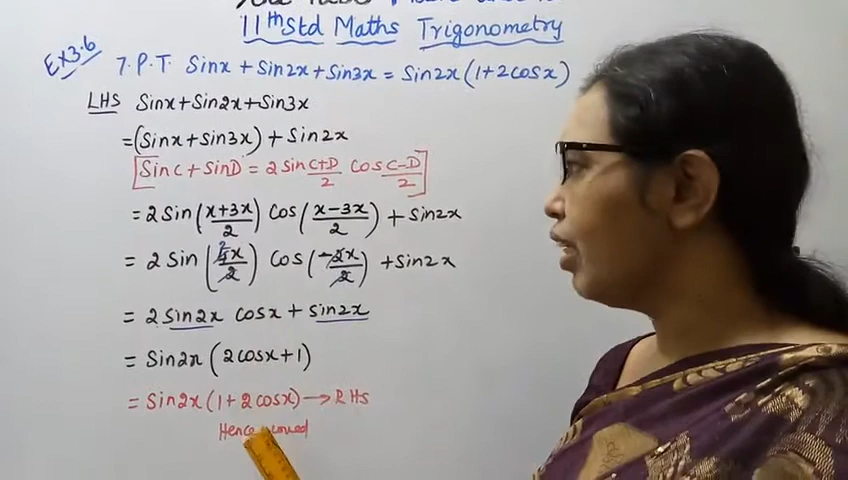 11th Std Maths Trigonometry
Ex 3.6
7. P.T. Sinx + Sin2x + Sin3x = Sin2x (1+2cosx)
LHS Sinx + Sin2x + Sin3x
= (Sinx + Sin3x) + Sin2x
[SinC + SinD = 2 Sin C+D/2 Cos C-D/2]
= 2 Sin (x+3x/2) Cos (x-3x/2) + Sin2x
= 2 Sin (4x/2) Cos (-2x/2) + Sin2x
= 2 Sin2x Cosx + Sin2x
= Sin2x (2cosx+1)
= Sin2x (1+2cosx) → RHS
Hence